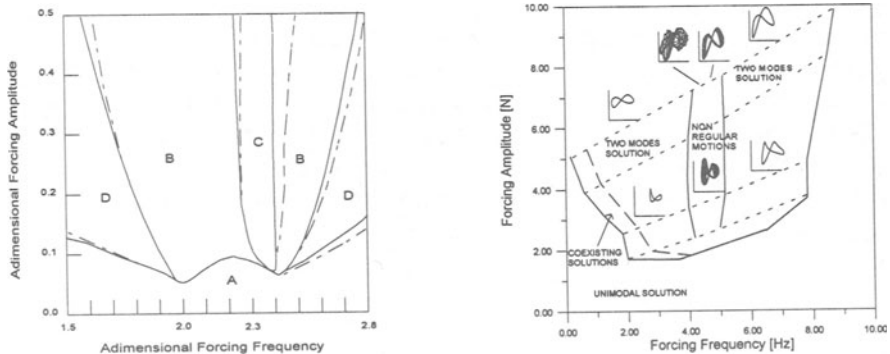 Adimensional Forcing Amplitude
0.5
0.4
0.3
0.2
0.1
0.0
1.5
2.0
2.3
2.8
Adimensional Forcing Frequency
D
B
C
B
D
A
Forcing Amplitude [N]
10.00
8.00
6.00
4.00
2.00
0.00
0.00
2.00
4.00
6.00
8.00
10.00
Forcing Frequency [Hz]
TWO MODES
SOLUTION
TWO MODES
SOLUTION
NON
REGULAR
MOTIONS
COEXISTING
SOLUTIONS
UNIMODAL SOLUTION